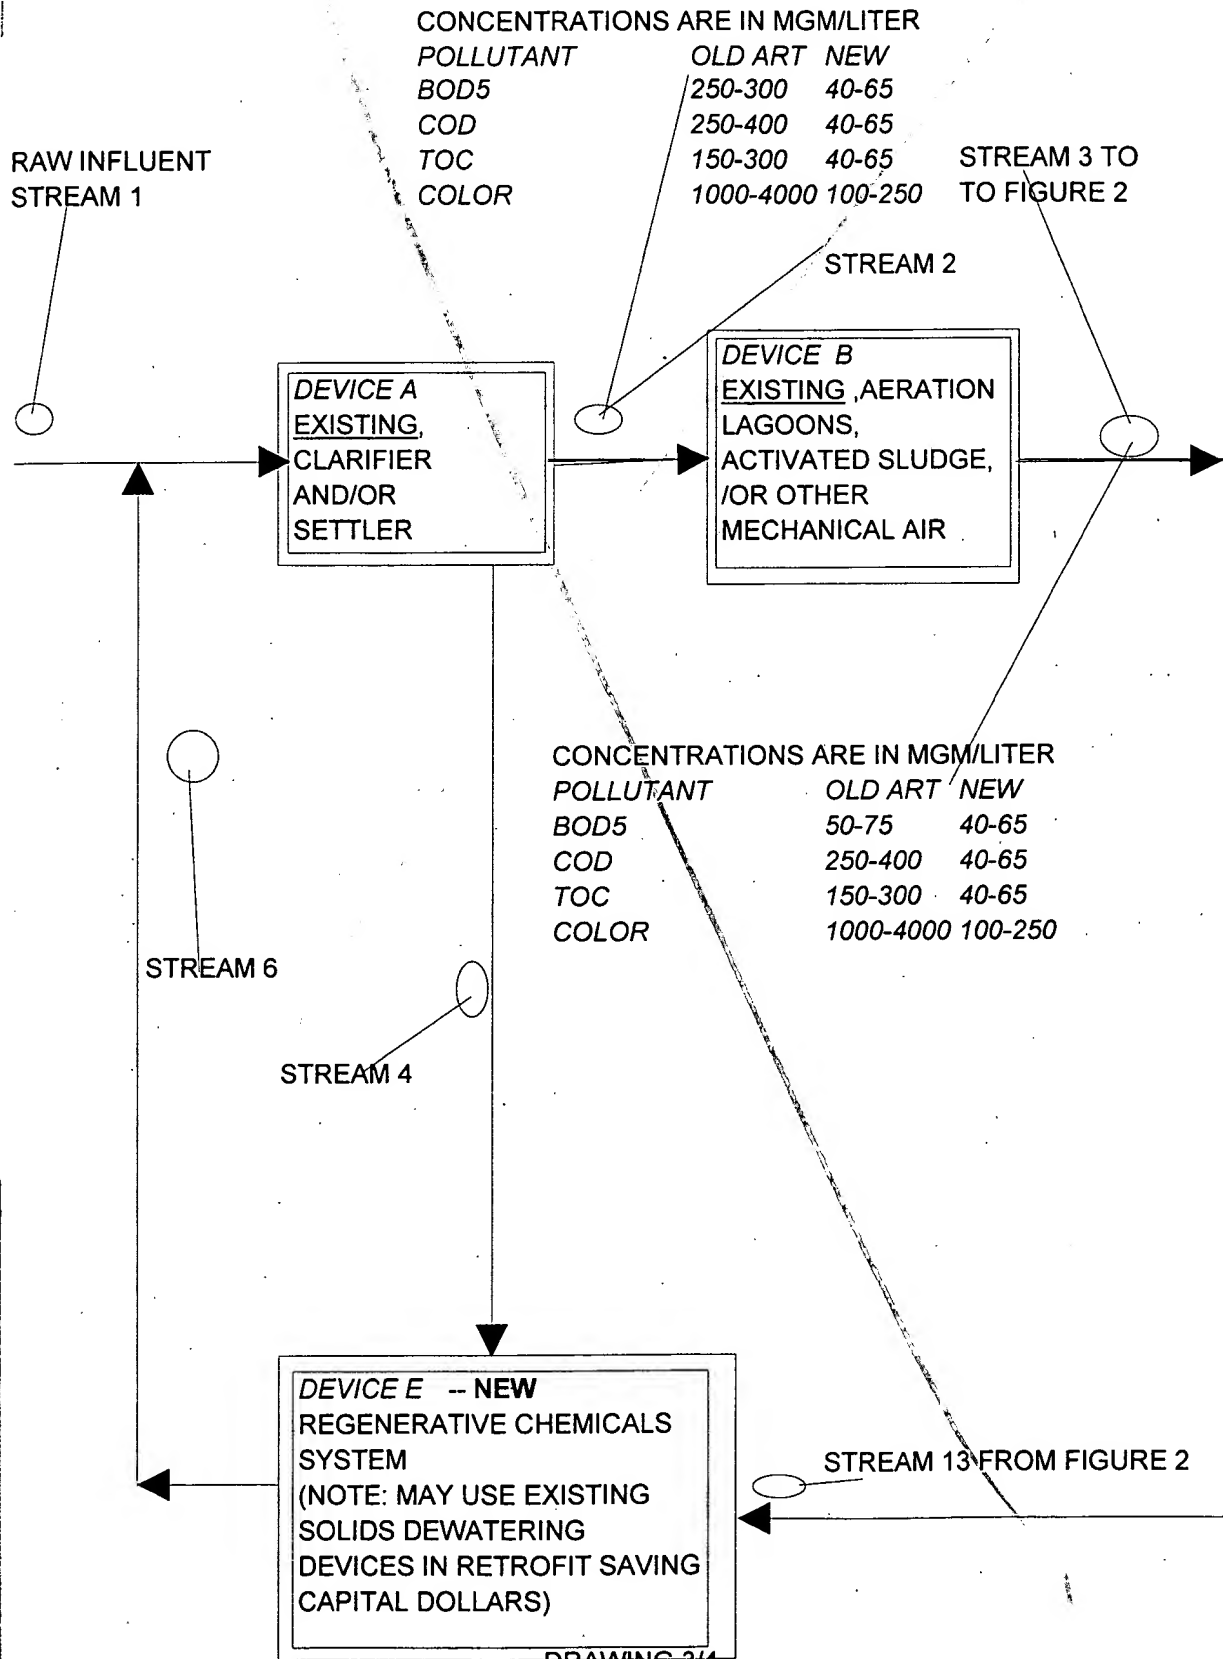 CONCENTRATIONS ARE IN MGM/LITER
POLLUTANT OLD ART NEW
BOD5 250-300 40-65
COD 250-400 40-65
TOC 150-300 40-65
COLOR 1000-4000 100-250
RAW INFLUENT
STREAM 1
STREAM 3 TO
TO FIGURE 2
STREAM 2
DEVICE A
EXISTING,
CLARIFIER
AND/OR
SETTLER
DEVICE B
EXISTING ,AERATION
LAGOONS,
ACTIVATED SLUDGE,
/OR OTHER
MECHANICAL AIR
CONCENTRATIONS ARE IN MGM/LITER
POLLUTANT OLD ART NEW
BOD5 50-75 40-65
COD 250-400 40-65
TOC 150-300 40-65
COLOR 1000-4000 100-250
STREAM 6
STREAM 4
DEVICE E -- NEW
REGENERATIVE CHEMICALS
SYSTEM
(NOTE: MAY USE EXISTING
SOLIDS DEWATERING
DEVICES IN RETROFIT SAVING
CAPITAL DOLLARS)
STREAM 13 FROM FIGURE 2
DRAWING